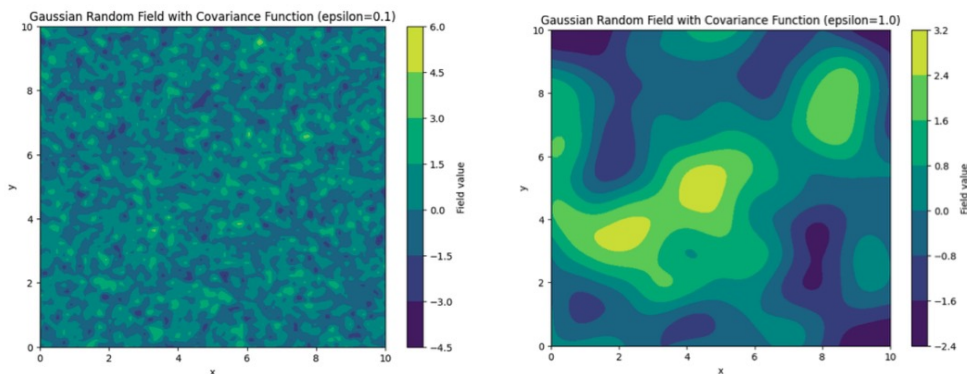 Gaussian Random Field with Covariance Function (epsilon=0.1)
10
8
6
4
2
0
y
0 2 4 6 8 10
x
6.0
4.5
3.0
1.5
0.0
−1.5
−3.0
−4.5
Field value
Gaussian Random Field with Covariance Function (epsilon=1.0)
10
8
6
4
2
0
y
0 2 4 6 8 10
x
3.2
2.4
1.6
0.8
0.0
−0.8
−1.6
−2.4
Field value